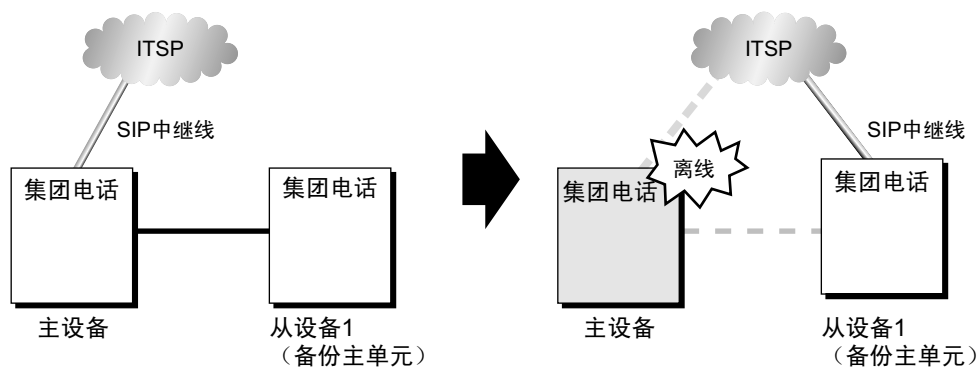 ITSP
SIP中继线
集团电话
集团电话
主设备
从设备1
（备份主单元）
ITSP
SIP中继线
离线
集团电话
集团电话
主设备
从设备1
（备份主单元）